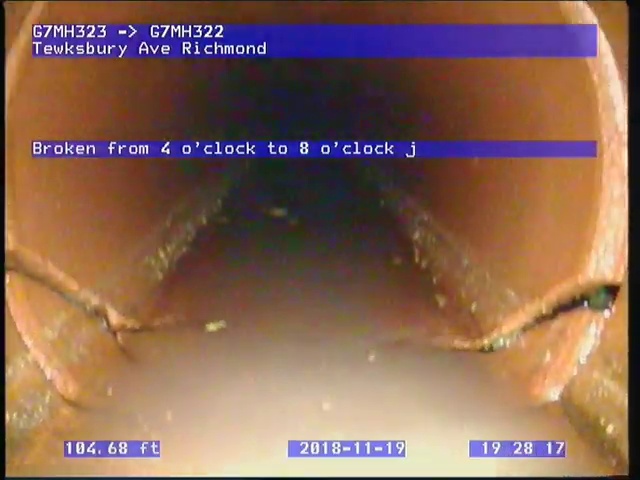 G7MH323 -> G7MH322
Tewksbury Ave Richmond
Broken from 4 o'clock to 8 o'clock j
104.68 ft 2018-11-19 19 28 17